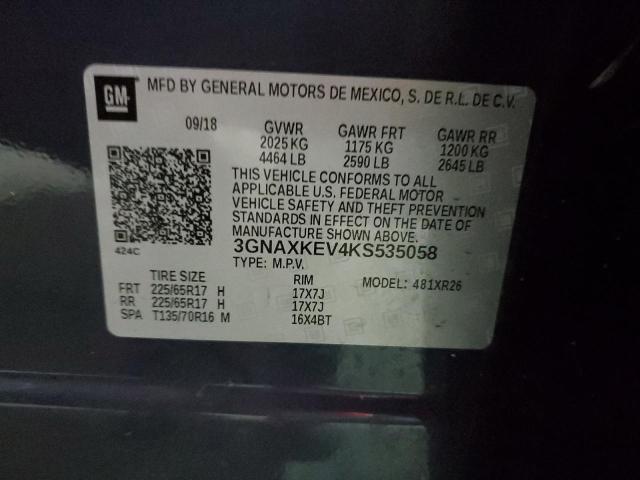 GM
MFD BY GENERAL MOTORS DE MEXICO, S. DE R.L. DE C.V.
09/18 GVWR GAWR FRT GAWR RR
2025 KG 1175 KG 1200 KG
4464 LB 2590 LB 2645 LB
THIS VEHICLE CONFORMS TO ALL
APPLICABLE U.S. FEDERAL MOTOR
VEHICLE SAFETY AND THEFT PREVENTION
STANDARDS IN EFFECT ON THE DATE OF
MANUFACTURE SHOWN ABOVE.
424C
3GNAXKEV4KS535058
TYPE: M.P.V.
TIRE SIZE RIM MODEL: 481XR26
FRT 225/65R17 H 17X7J
RR 225/65R17 H 17X7J
SPA T135/70R16 M 16X4BT